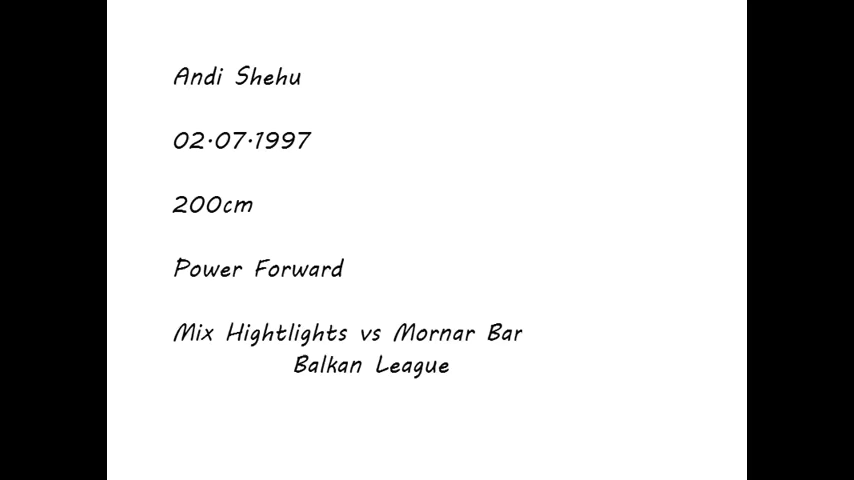 Andi Shehu
02.07.1997
200cm
Power Forward
Mix Hightlights vs Mornar Bar
Balkan League